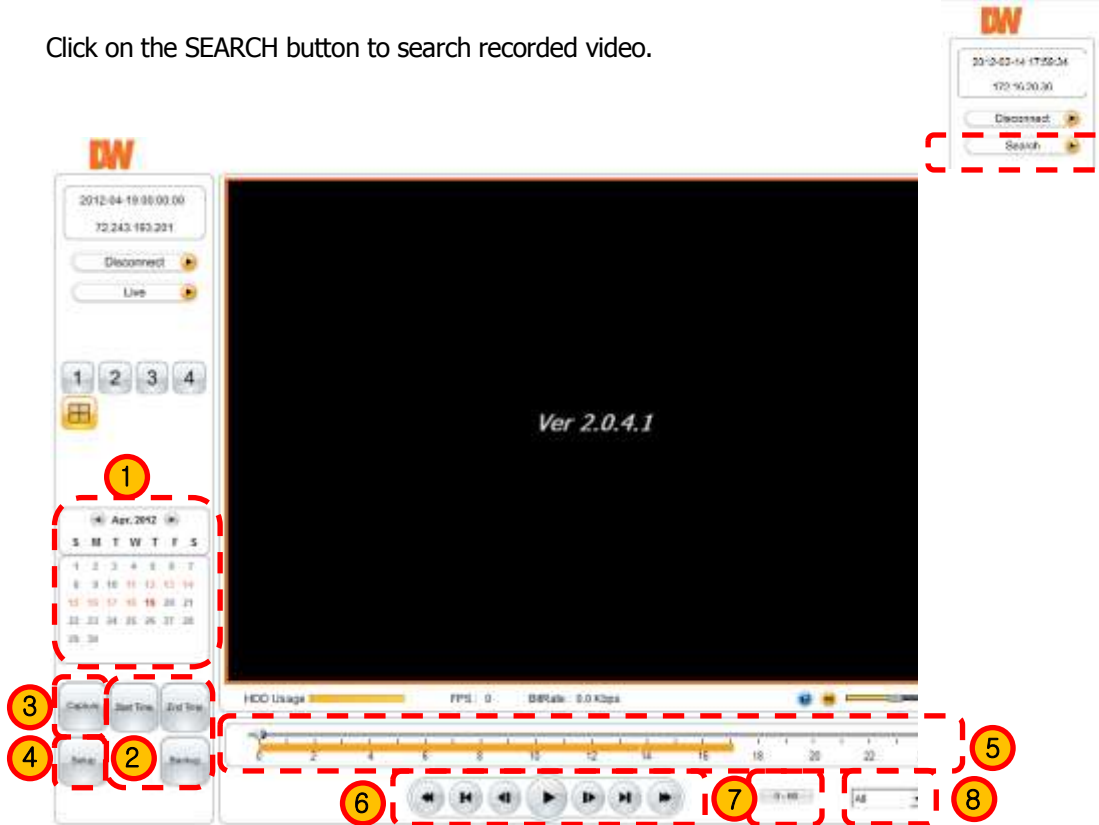 Click on the SEARCH button to search recorded video.
DW
172.16.20.30
Disconnect
Search
DW
2012-04-19 00:00:00
72.243.193.201
Disconnect
Live
1 2 3 4
Ver 2.0.4.1
1
Apr. 2012
S M T W T F S
1 2 3 4 5 6 7
8 9 10 11 12 13 14
15 16 17 18 19 20 21
22 23 24 25 26 27 28
29 30
3
Capture Start Time End Time
HDD Usage FPS : 0 BitRate : 0.0 Kbps
4
Setup
2
Backup
0 2 4 6 8 10 12 14 16 18 20 22
5
6
7
8
All